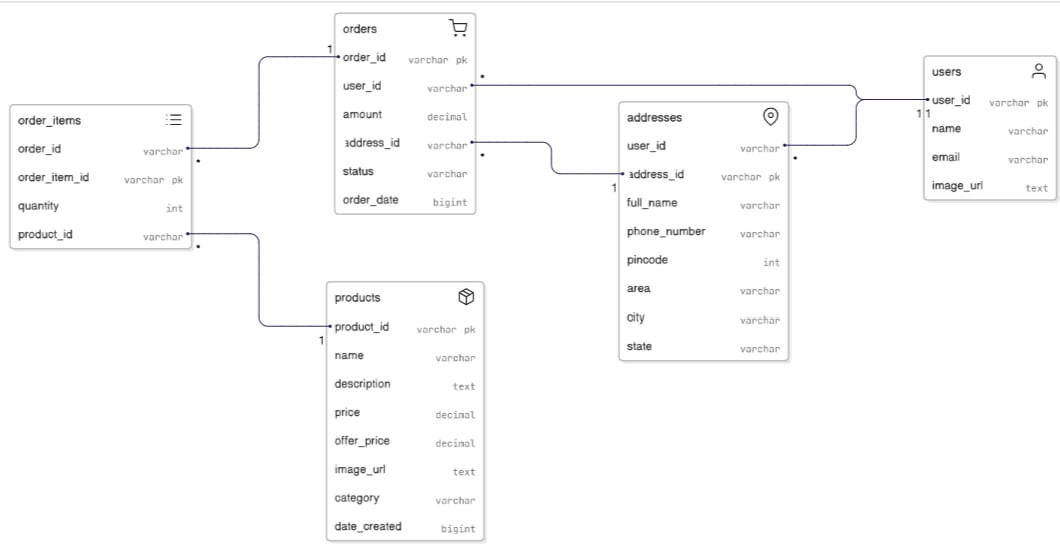 orders
order_id varchar pk
user_id varchar
amount decimal
address_id varchar
status varchar
order_date bigint
1
*
*
users
user_id varchar pk
name varchar
email varchar
image_url text
1 1
order_items
order_id varchar
order_item_id varchar pk
quantity int
product_id varchar
*
*
addresses
user_id varchar
address_id varchar pk
full_name varchar
phone_number varchar
pincode int
area varchar
city varchar
state varchar
*
1
products
product_id varchar pk
name varchar
description text
price decimal
offer_price decimal
image_url text
category varchar
date_created bigint
1